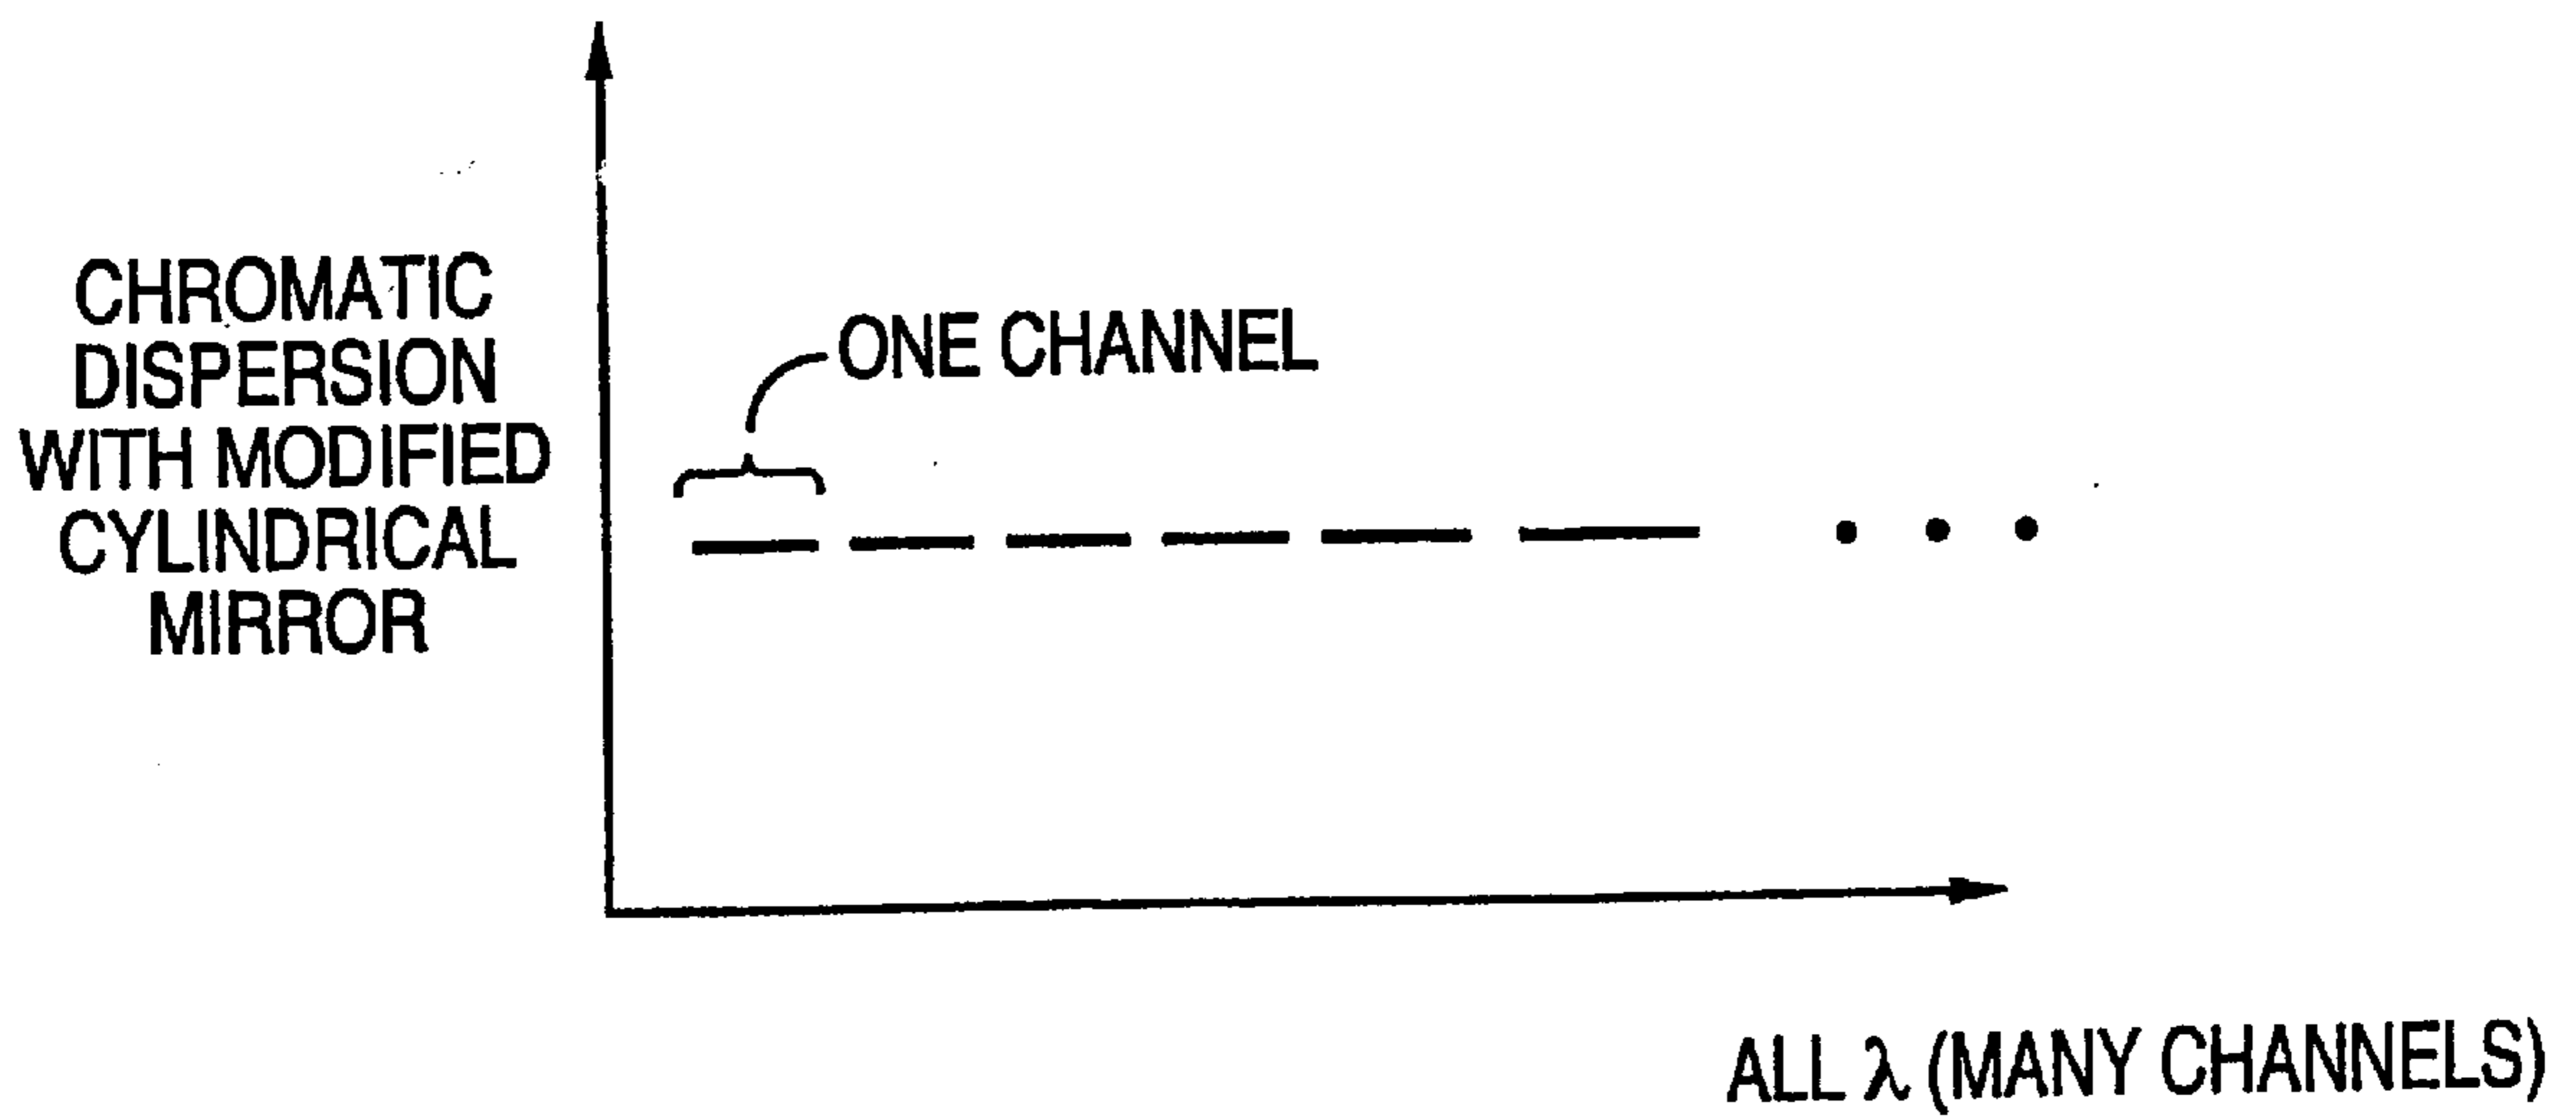 CHROMATIC
DISPERSION
WITH MODIFIED
CYLINDRICAL
MIRROR
ONE CHANNEL
ALL λ (MANY CHANNELS)